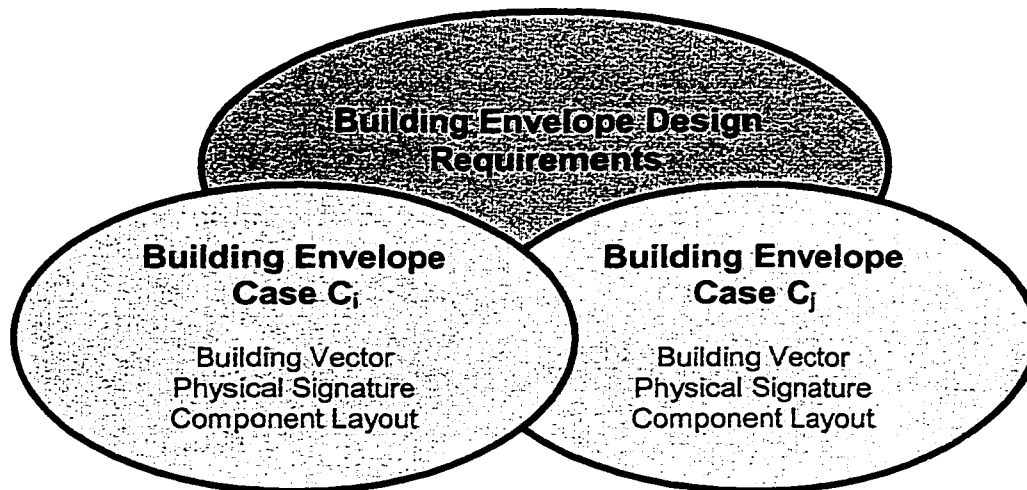 Building Envelope Design
Requirements
Building Envelope
Case Ci
Building Vector
Physical Signature
Component Layout
Building Envelope
Case Cj
Building Vector
Physical Signature
Component Layout